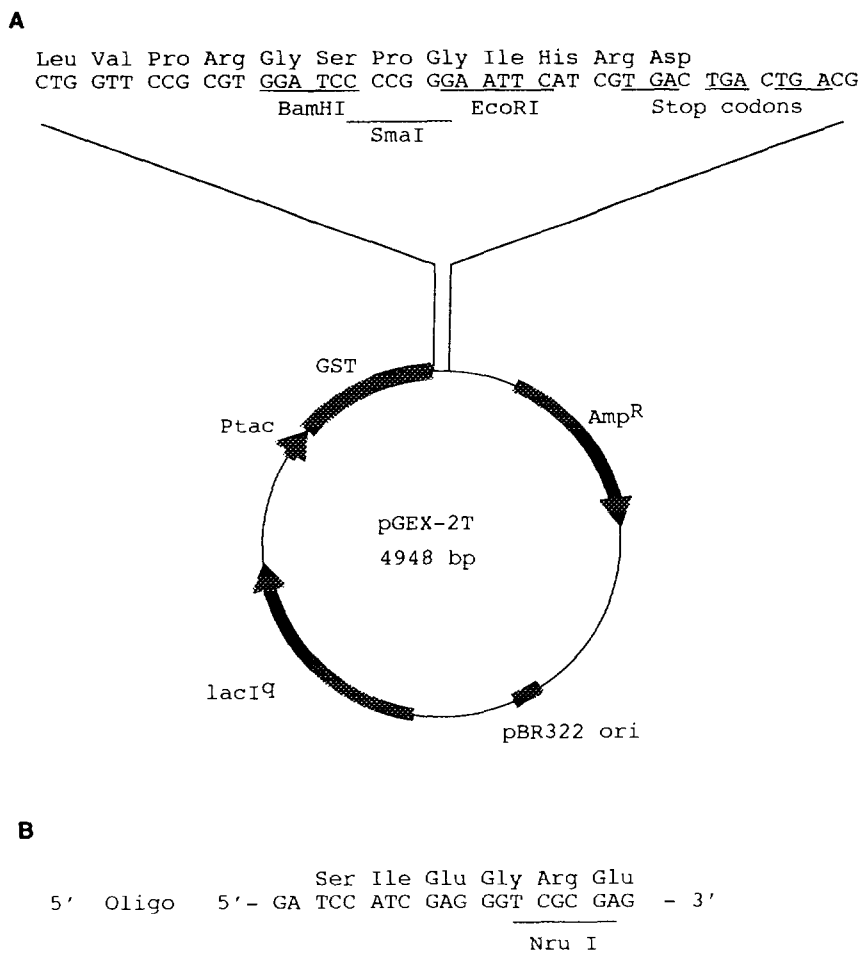 A
Leu Val Pro Arg Gly Ser Pro Gly Ile His Arg Asp
CTG GTT CCG CGT GGA TCC CCG GGA ATT CAT CGT GAC TGA CTG ACG
BamHI EcoRI Stop codons
SmaI
GST
Ptac
AmpR
pGEX-2T
4948 bp
lacIq
pBR322 ori
B
Ser Ile Glu Gly Arg Glu
5' Oligo 5'- GA TCC ATC GAG GGT CGC GAG - 3'
Nru I